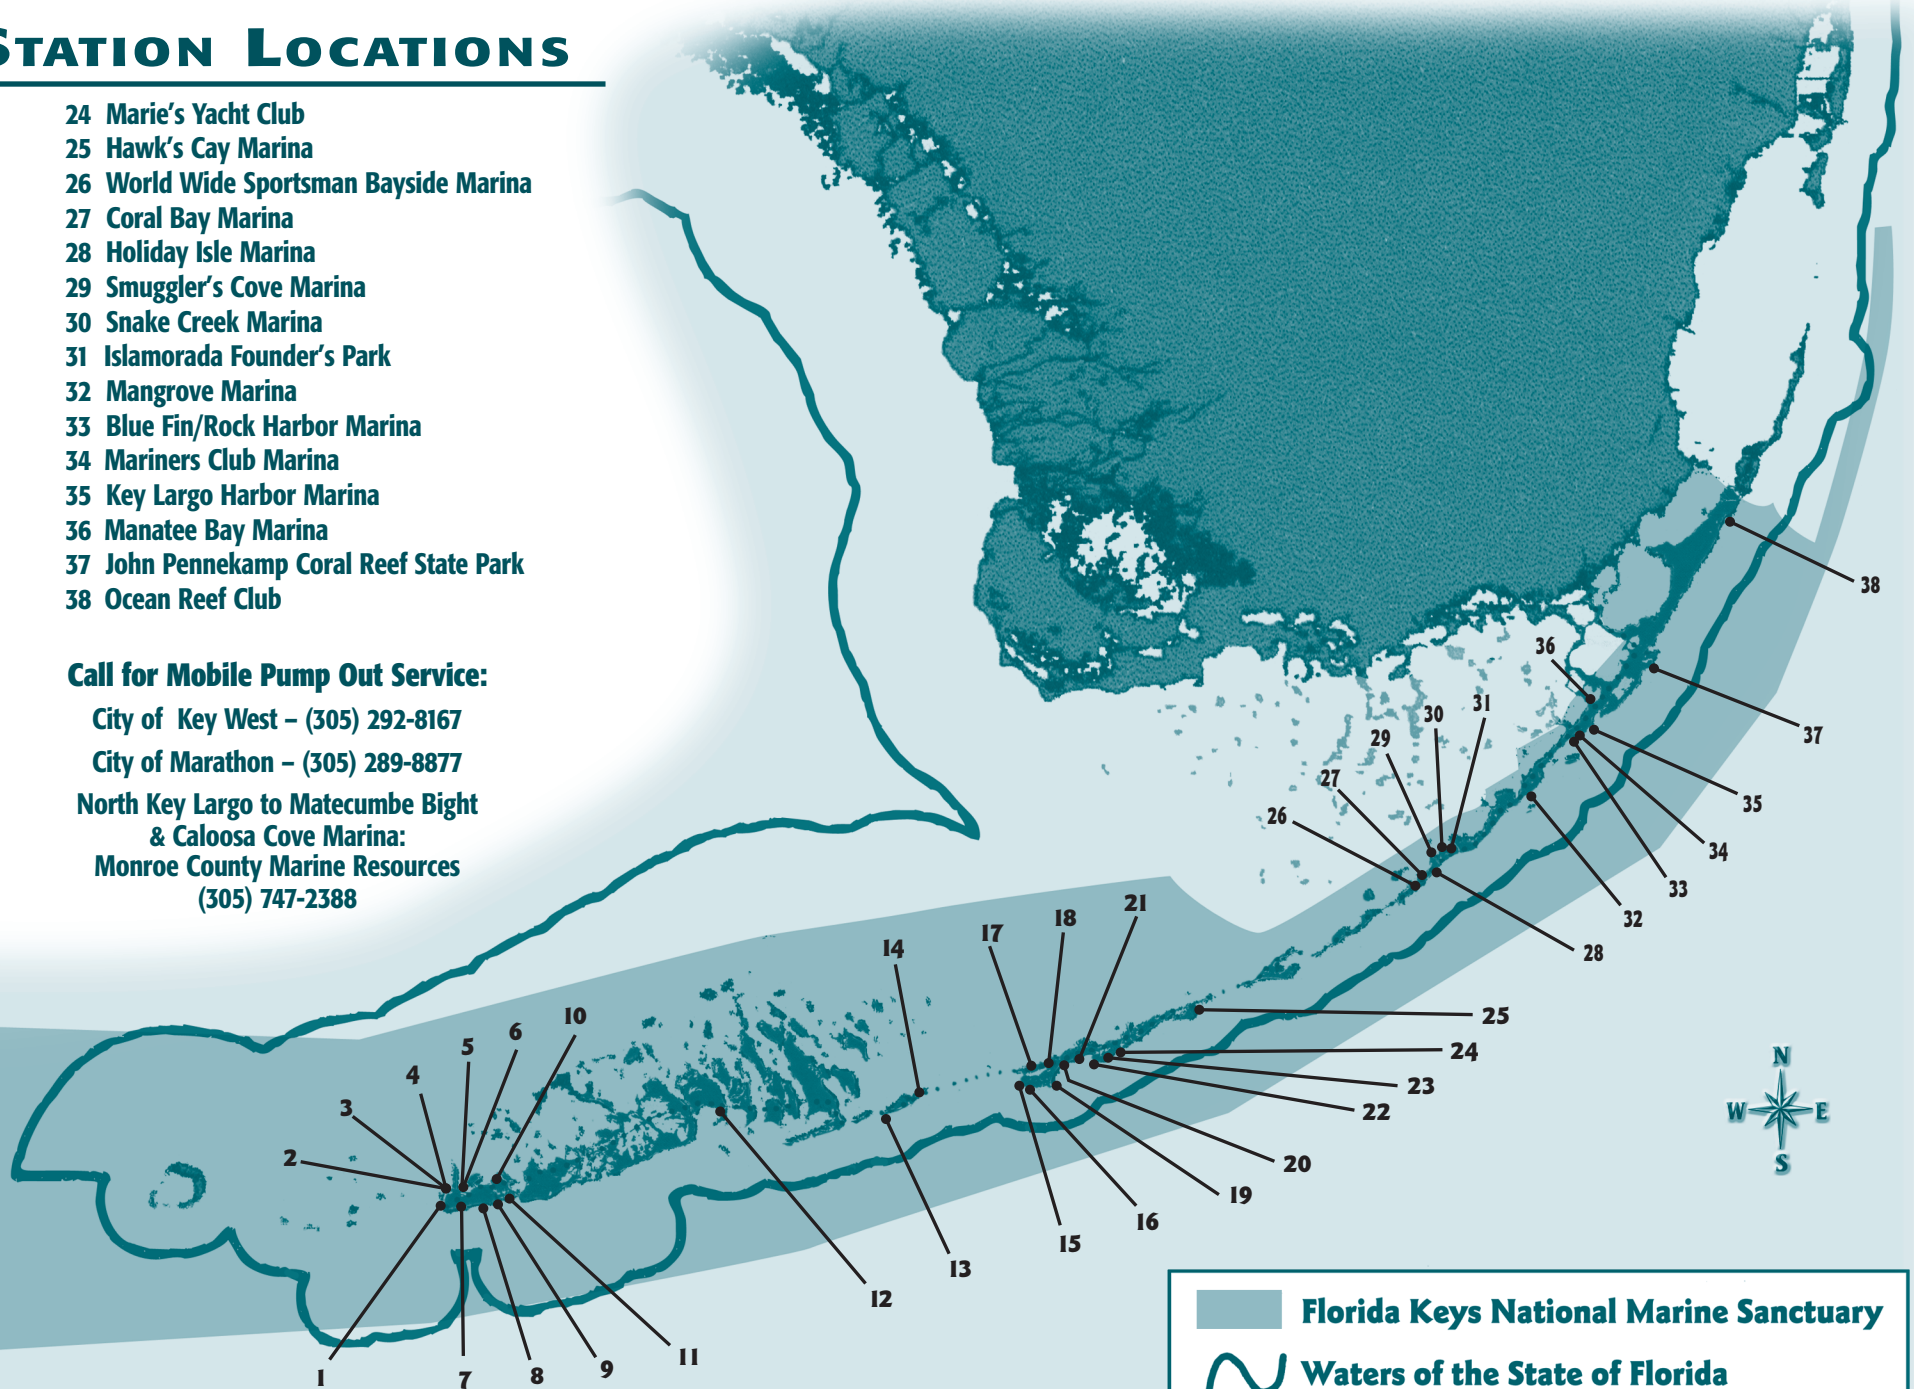 STATION LOCATIONS
24 Marie's Yacht Club
25 Hawk's Cay Marina
26 World Wide Sportsman Bayside Marina
27 Coral Bay Marina
28 Holiday Isle Marina
29 Smuggler's Cove Marina
30 Snake Creek Marina
31 Islamorada Founder's Park
32 Mangrove Marina
33 Blue Fin/Rock Harbor Marina
34 Mariners Club Marina
35 Key Largo Harbor Marina
36 Manatee Bay Marina
37 John Pennekamp Coral Reef State Park
38 Ocean Reef Club
Call for Mobile Pump Out Service:
City of Key West – (305) 292-8167
City of Marathon – (305) 289-8877
North Key Largo to Matecumbe Bight
& Caloosa Cove Marina:
Monroe County Marine Resources
(305) 747-2388
38
36
31
30
37
29
27
35
26
34
33
21
32
18
17
28
14
25
10
6
5
24
4
23
3
22
2
20
19
16
15
13
12
11
9
8
1
7
N
W
E
S
Florida Keys National Marine Sanctuary
Waters of the State of Florida